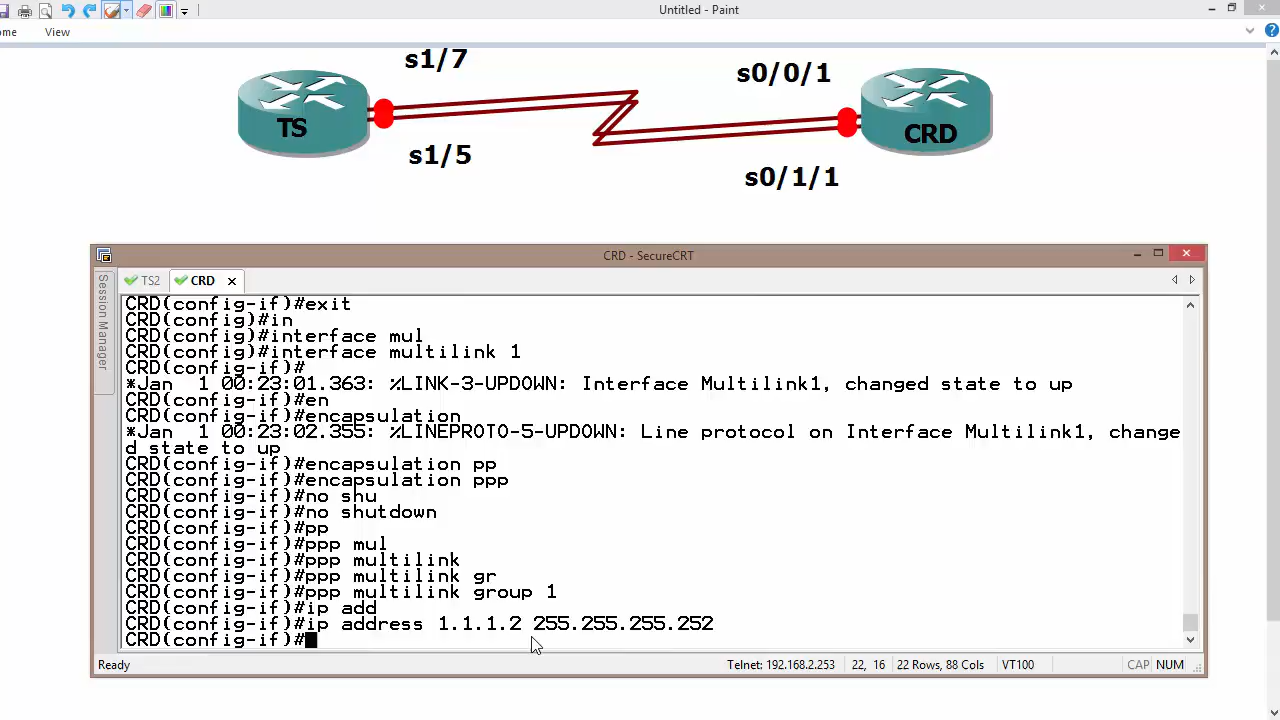 Untitled - Paint
ome View
s1/7
s0/0/1
TS
CRD
s1/5
s0/1/1
CRD - SecureCRT
TS2 CRD
Session Manager
CRD(config-if)#exit
CRD(config)#in
CRD(config)#interface mul
CRD(config)#interface multilink 1
CRD(config-if)#
*Jan  1 00:23:01.363: %LINK-3-UPDOWN: Interface Multilink1, changed state to up
CRD(config-if)#en
CRD(config-if)#encapsulation
*Jan  1 00:23:02.355: %LINEPROTO-5-UPDOWN: Line protocol on Interface Multilink1, change
d state to up
CRD(config-if)#encapsulation pp
CRD(config-if)#encapsulation ppp
CRD(config-if)#no shu
CRD(config-if)#no shutdown
CRD(config-if)#pp
CRD(config-if)#ppp mul
CRD(config-if)#ppp multilink
CRD(config-if)#ppp multilink gr
CRD(config-if)#ppp multilink group 1
CRD(config-if)#ip add
CRD(config-if)#ip address 1.1.1.2 255.255.255.252
CRD(config-if)#
Ready Telnet: 192.168.2.253 22, 16 22 Rows, 88 Cols VT100 CAP NUM